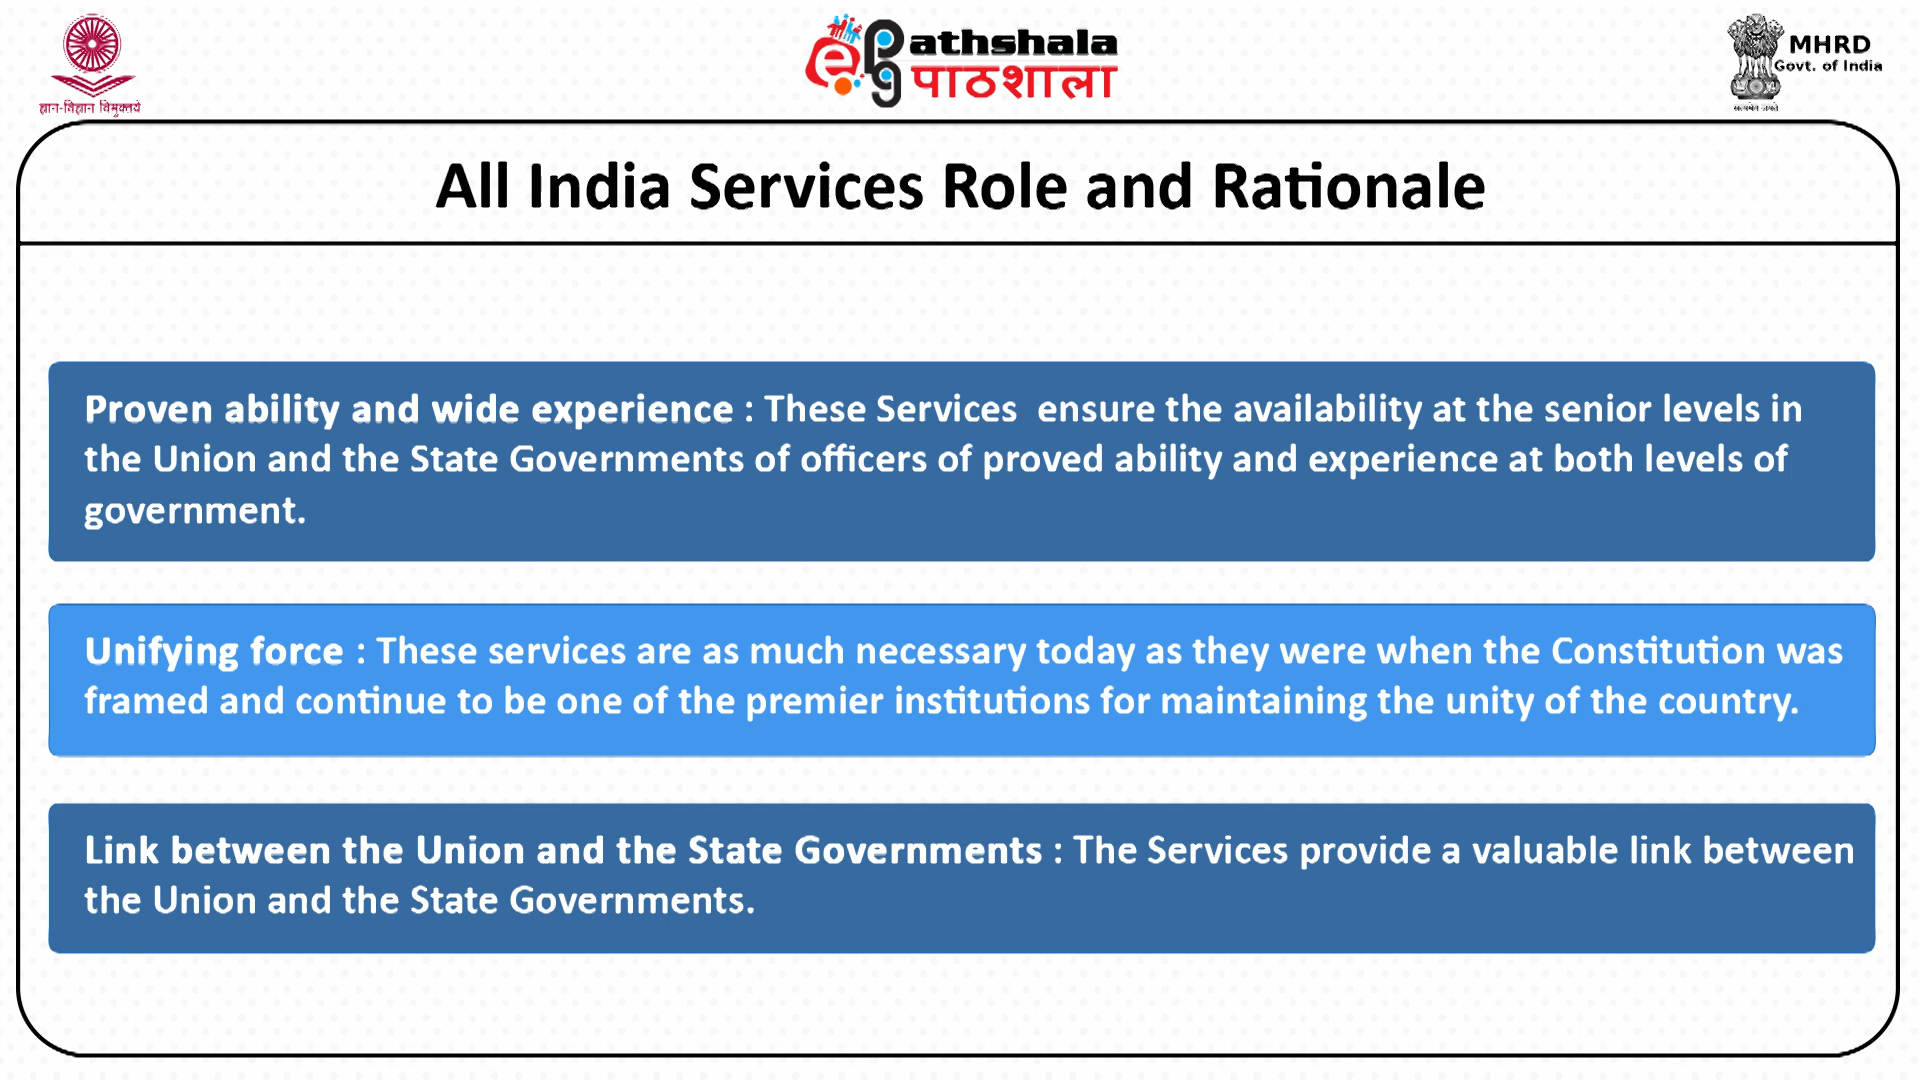 ज्ञान-विज्ञान विमुक्तये
ePG athshala
पाठशाला
MHRD
Govt. of India
सत्यमेव जयते
All India Services Role and Rationale
Proven ability and wide experience : These Services ensure the availability at the senior levels in
the Union and the State Governments of officers of proved ability and experience at both levels of
government.
Unifying force : These services are as much necessary today as they were when the Constitution was
framed and continue to be one of the premier institutions for maintaining the unity of the country.
Link between the Union and the State Governments : The Services provide a valuable link between
the Union and the State Governments.